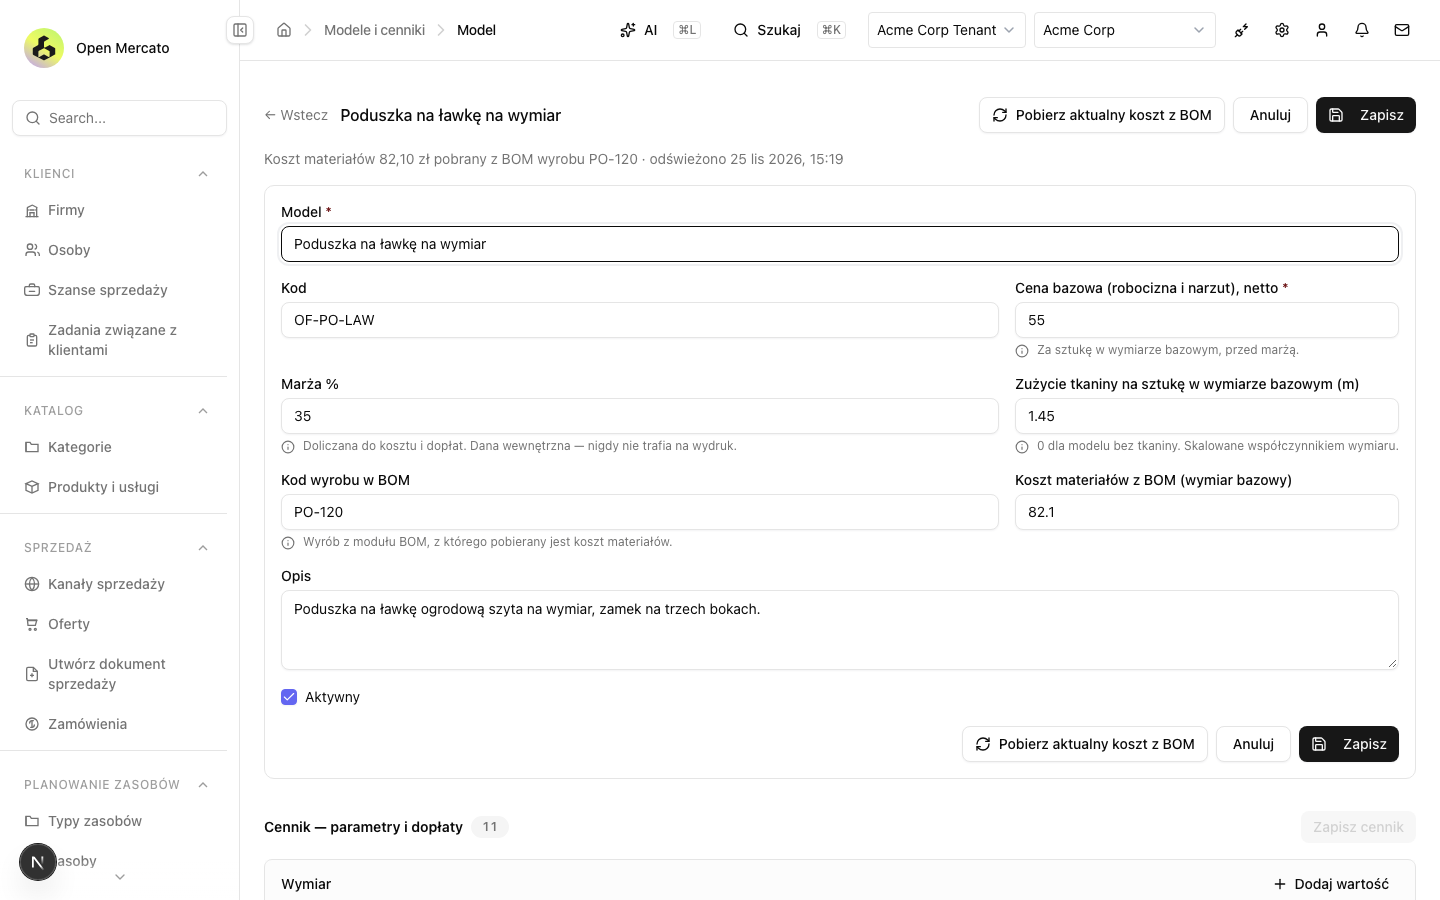 Open Mercato
Modele i cenniki
Model
AI
⌘L
Szukaj
⌘K
Acme Corp Tenant
Acme Corp
Search...
← Wstecz
Poduszka na ławkę na wymiar
Pobierz aktualny koszt z BOM
Anuluj
Zapisz
Koszt materiałów 82,10 zł pobrany z BOM wyrobu PO-120 · odświeżono 25 lis 2026, 15:19
KLIENCI
Firmy
Osoby
Szanse sprzedaży
Zadania związane z
klientami
KATALOG
Kategorie
Produkty i usługi
SPRZEDAŻ
Kanały sprzedaży
Oferty
Utwórz dokument
sprzedaży
Zamówienia
PLANOWANIE ZASOBÓW
Typy zasobów
N
asoby
Model *
Poduszka na ławkę na wymiar
Kod
OF-PO-LAW
Cena bazowa (robocizna i narzut), netto *
55
Za sztukę w wymiarze bazowym, przed marżą.
Marża %
35
Doliczana do kosztu i dopłat. Dana wewnętrzna — nigdy nie trafia na wydruk.
Zużycie tkaniny na sztukę w wymiarze bazowym (m)
1.45
0 dla modelu bez tkaniny. Skalowane współczynnikiem wymiaru.
Kod wyrobu w BOM
PO-120
Wyrób z modułu BOM, z którego pobierany jest koszt materiałów.
Koszt materiałów z BOM (wymiar bazowy)
82.1
Opis
Poduszka na ławkę ogrodową szyta na wymiar, zamek na trzech bokach.
Aktywny
Pobierz aktualny koszt z BOM
Anuluj
Zapisz
Cennik — parametry i dopłaty
11
Zapisz cennik
Wymiar
Dodaj wartość